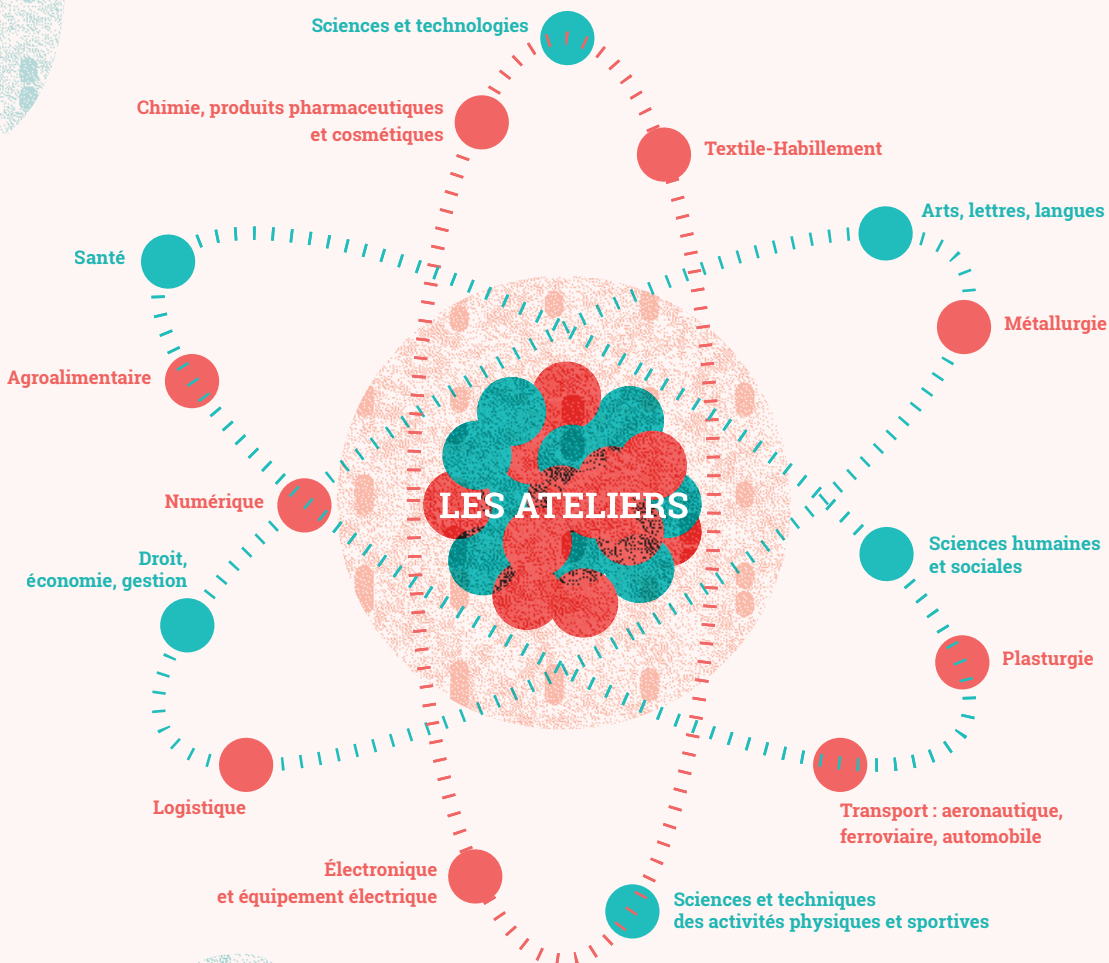 Sciences et technologies
Chimie, produits pharmaceutiques
et cosmétiques
Textile-Habillement
Arts, lettres, langues
Santé
Métallurgie
Agroalimentaire
Numérique
LES ATELIERS
Sciences humaines
et sociales
Droit,
économie, gestion
Plasturgie
Logistique
Transport : aeronautique,
ferroviaire, automobile
Électronique
et équipement électrique
Sciences et techniques
des activités physiques et sportives